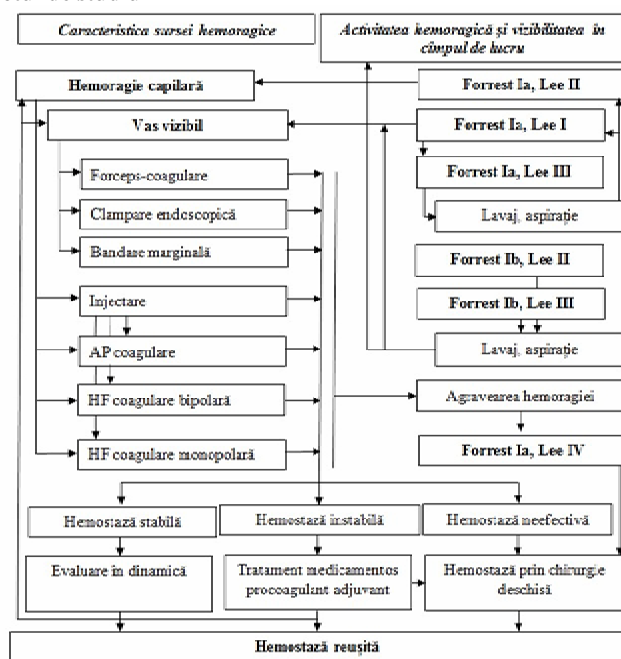 Caracteristica sursei hemoragice
Activitatea hemoragică și vizibilitatea în
cîmpul de lucru
Hemoragie capilară
Forrest Ia, Lee II
Vas vizibil
Forrest Ia, Lee I
Forrest Ia, Lee III
Forceps-coagulare
Clampare endoscopică
Lavaj, aspirație
Bandare marginală
Forrest Ib, Lee II
Injectare
Forrest Ib, Lee III
AP coagulare
Lavaj, aspirație
HF coagulare bipolară
Agravearea hemoragiei
HF coagulare monopolară
Forrest Ia, Lee IV
Hemostază stabilă
Hemostază instabilă
Hemostază neefectivă
Evaluare în dinamică
Tratament medicamentos
procoagulant adjuvant
Hemostază prin chirurgie
deschisă
Hemostază reușită